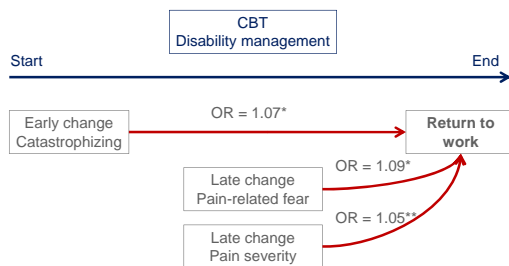 CBT
Disability management
Start
End
OR = 1.07*
Early change
Catastrophizing
Return to
work
OR = 1.09*
Late change
Pain-related fear
OR = 1.05**
Late change
Pain severity